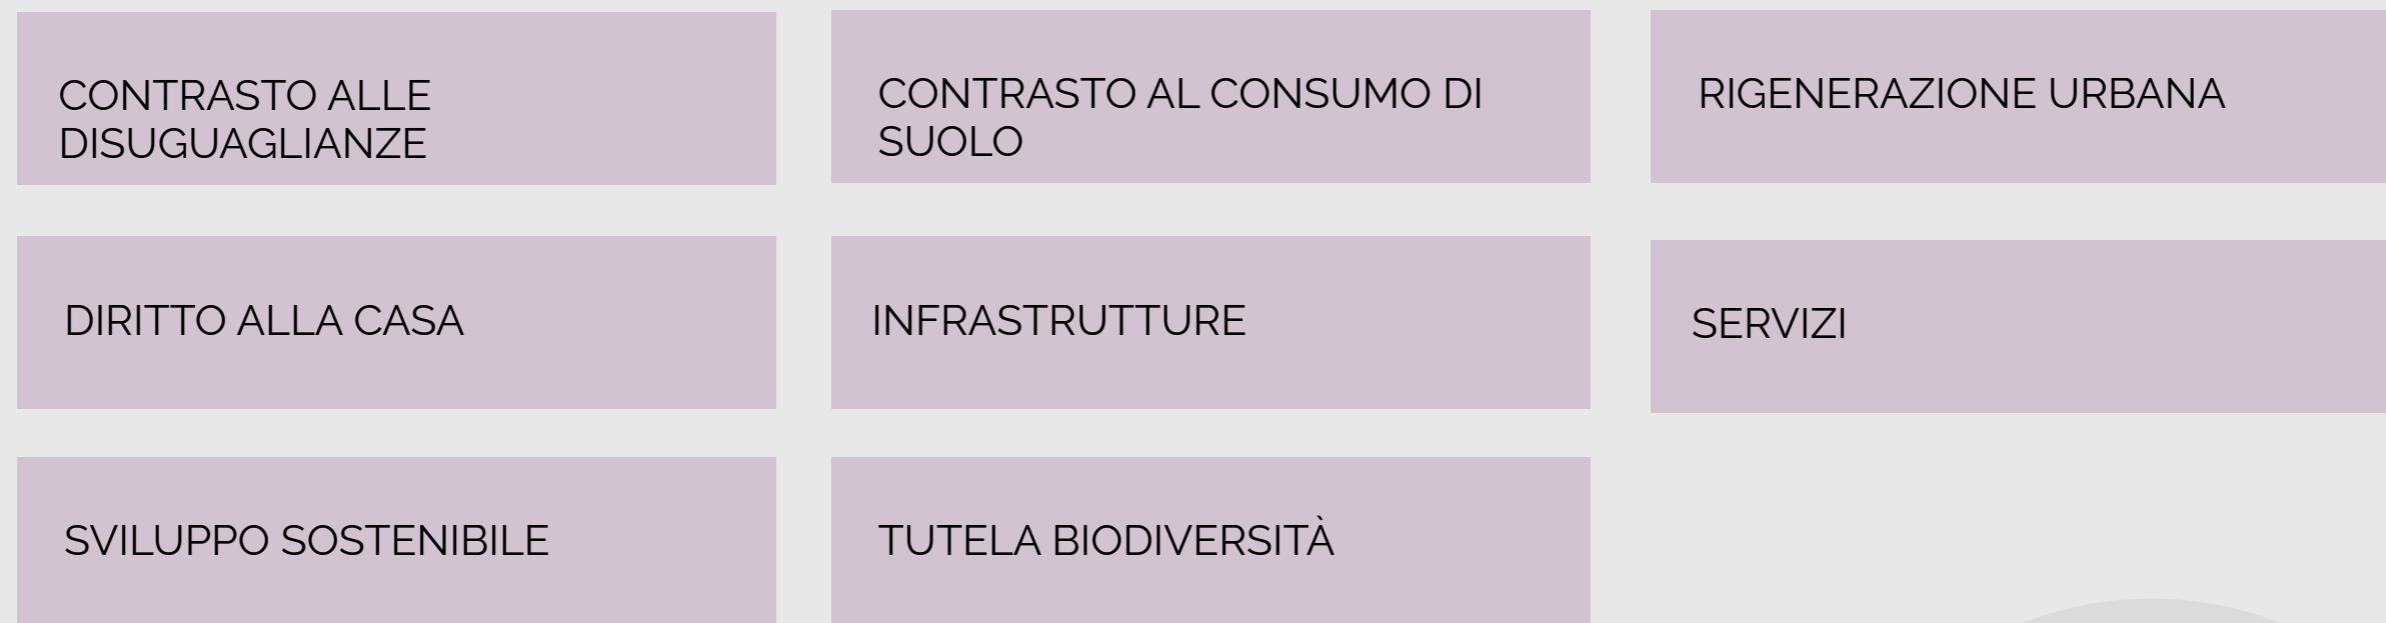 CONTRASTO ALLE
DISUGUAGLIANZE
CONTRASTO AL CONSUMO DI
SUOLO
RIGENERAZIONE URBANA
DIRITTO ALLA CASA
INFRASTRUTTURE
SERVIZI
SVILUPPO SOSTENIBILE
TUTELA BIODIVERSITÀ